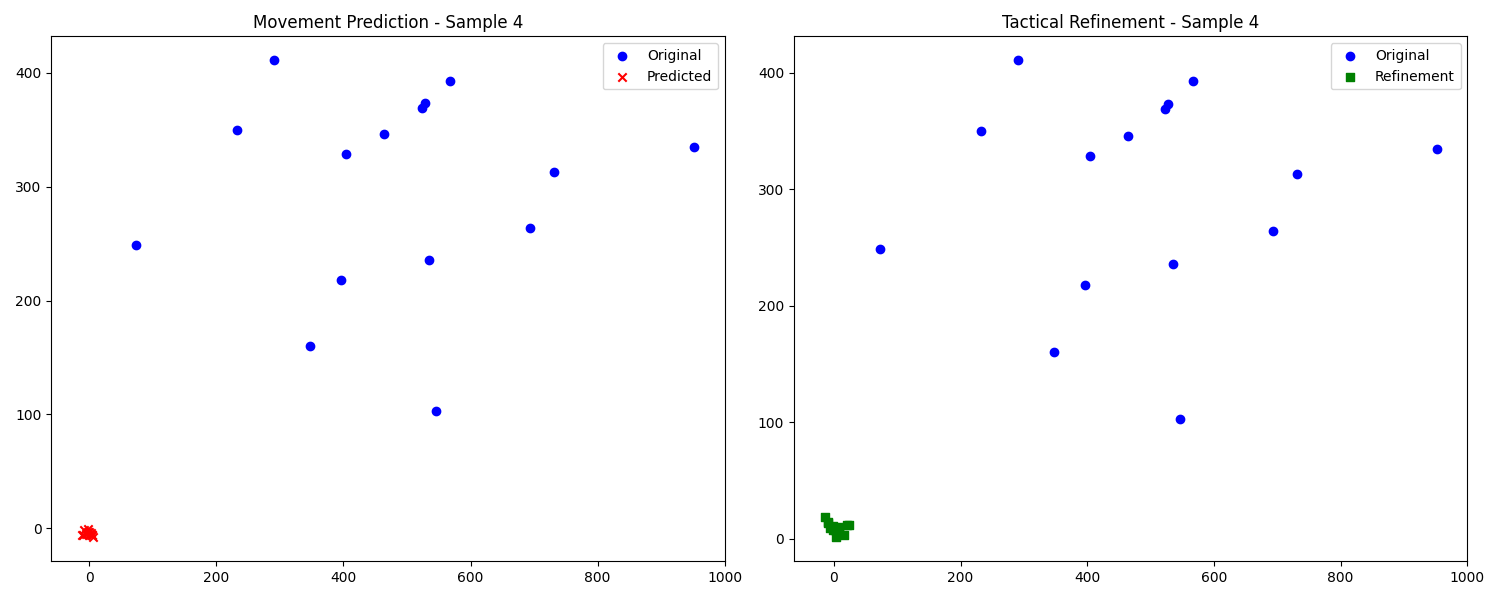 Movement Prediction - Sample 4
Original
Predicted
400
300
200
100
0
0 200 400 600 800 1000
Tactical Refinement - Sample 4
Original
Refinement
400
300
200
100
0
0 200 400 600 800 1000